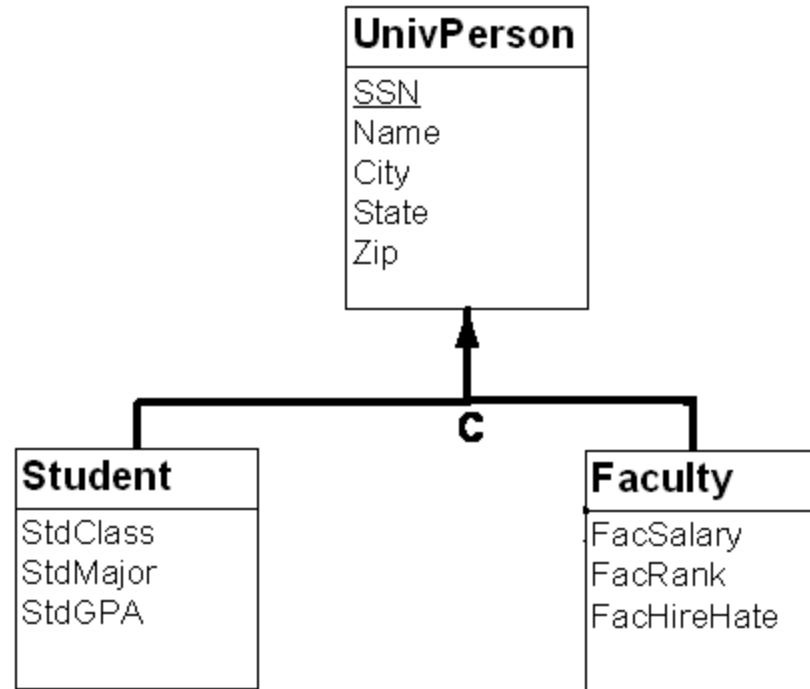 UnivPerson
SSN
Name
City
State
Zip
C
Student
StdClass
StdMajor
StdGPA
Faculty
FacSalary
FacRank
FacHireHate